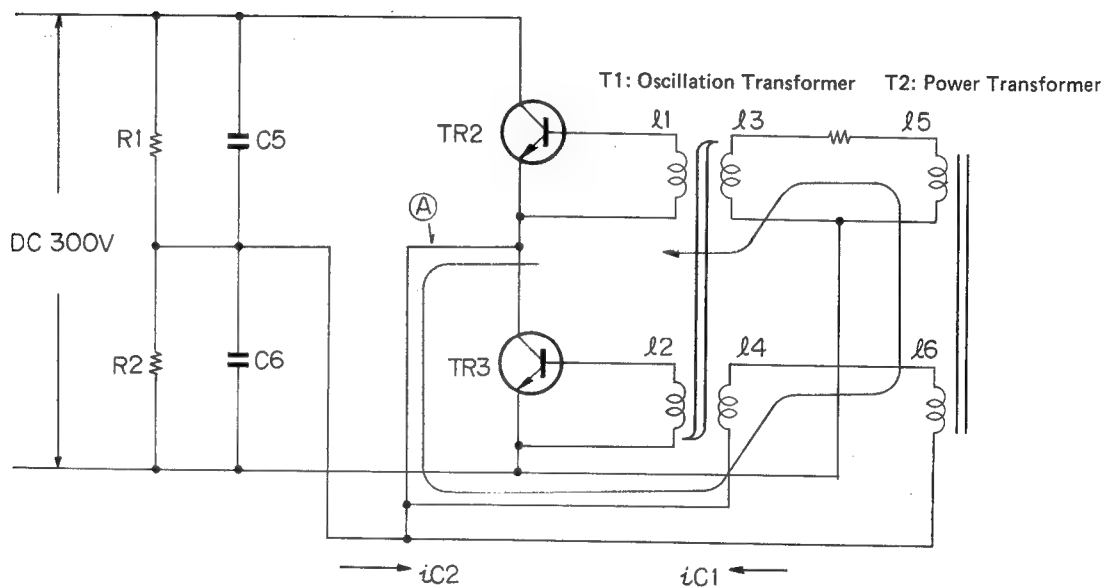 T1: Oscillation Transformer
T2: Power Transformer
ℓ1
ℓ3
ℓ5
TR2
R1
C5
A
DC 300V
R2
C6
TR3
ℓ2
ℓ4
ℓ6
iC2
iC1